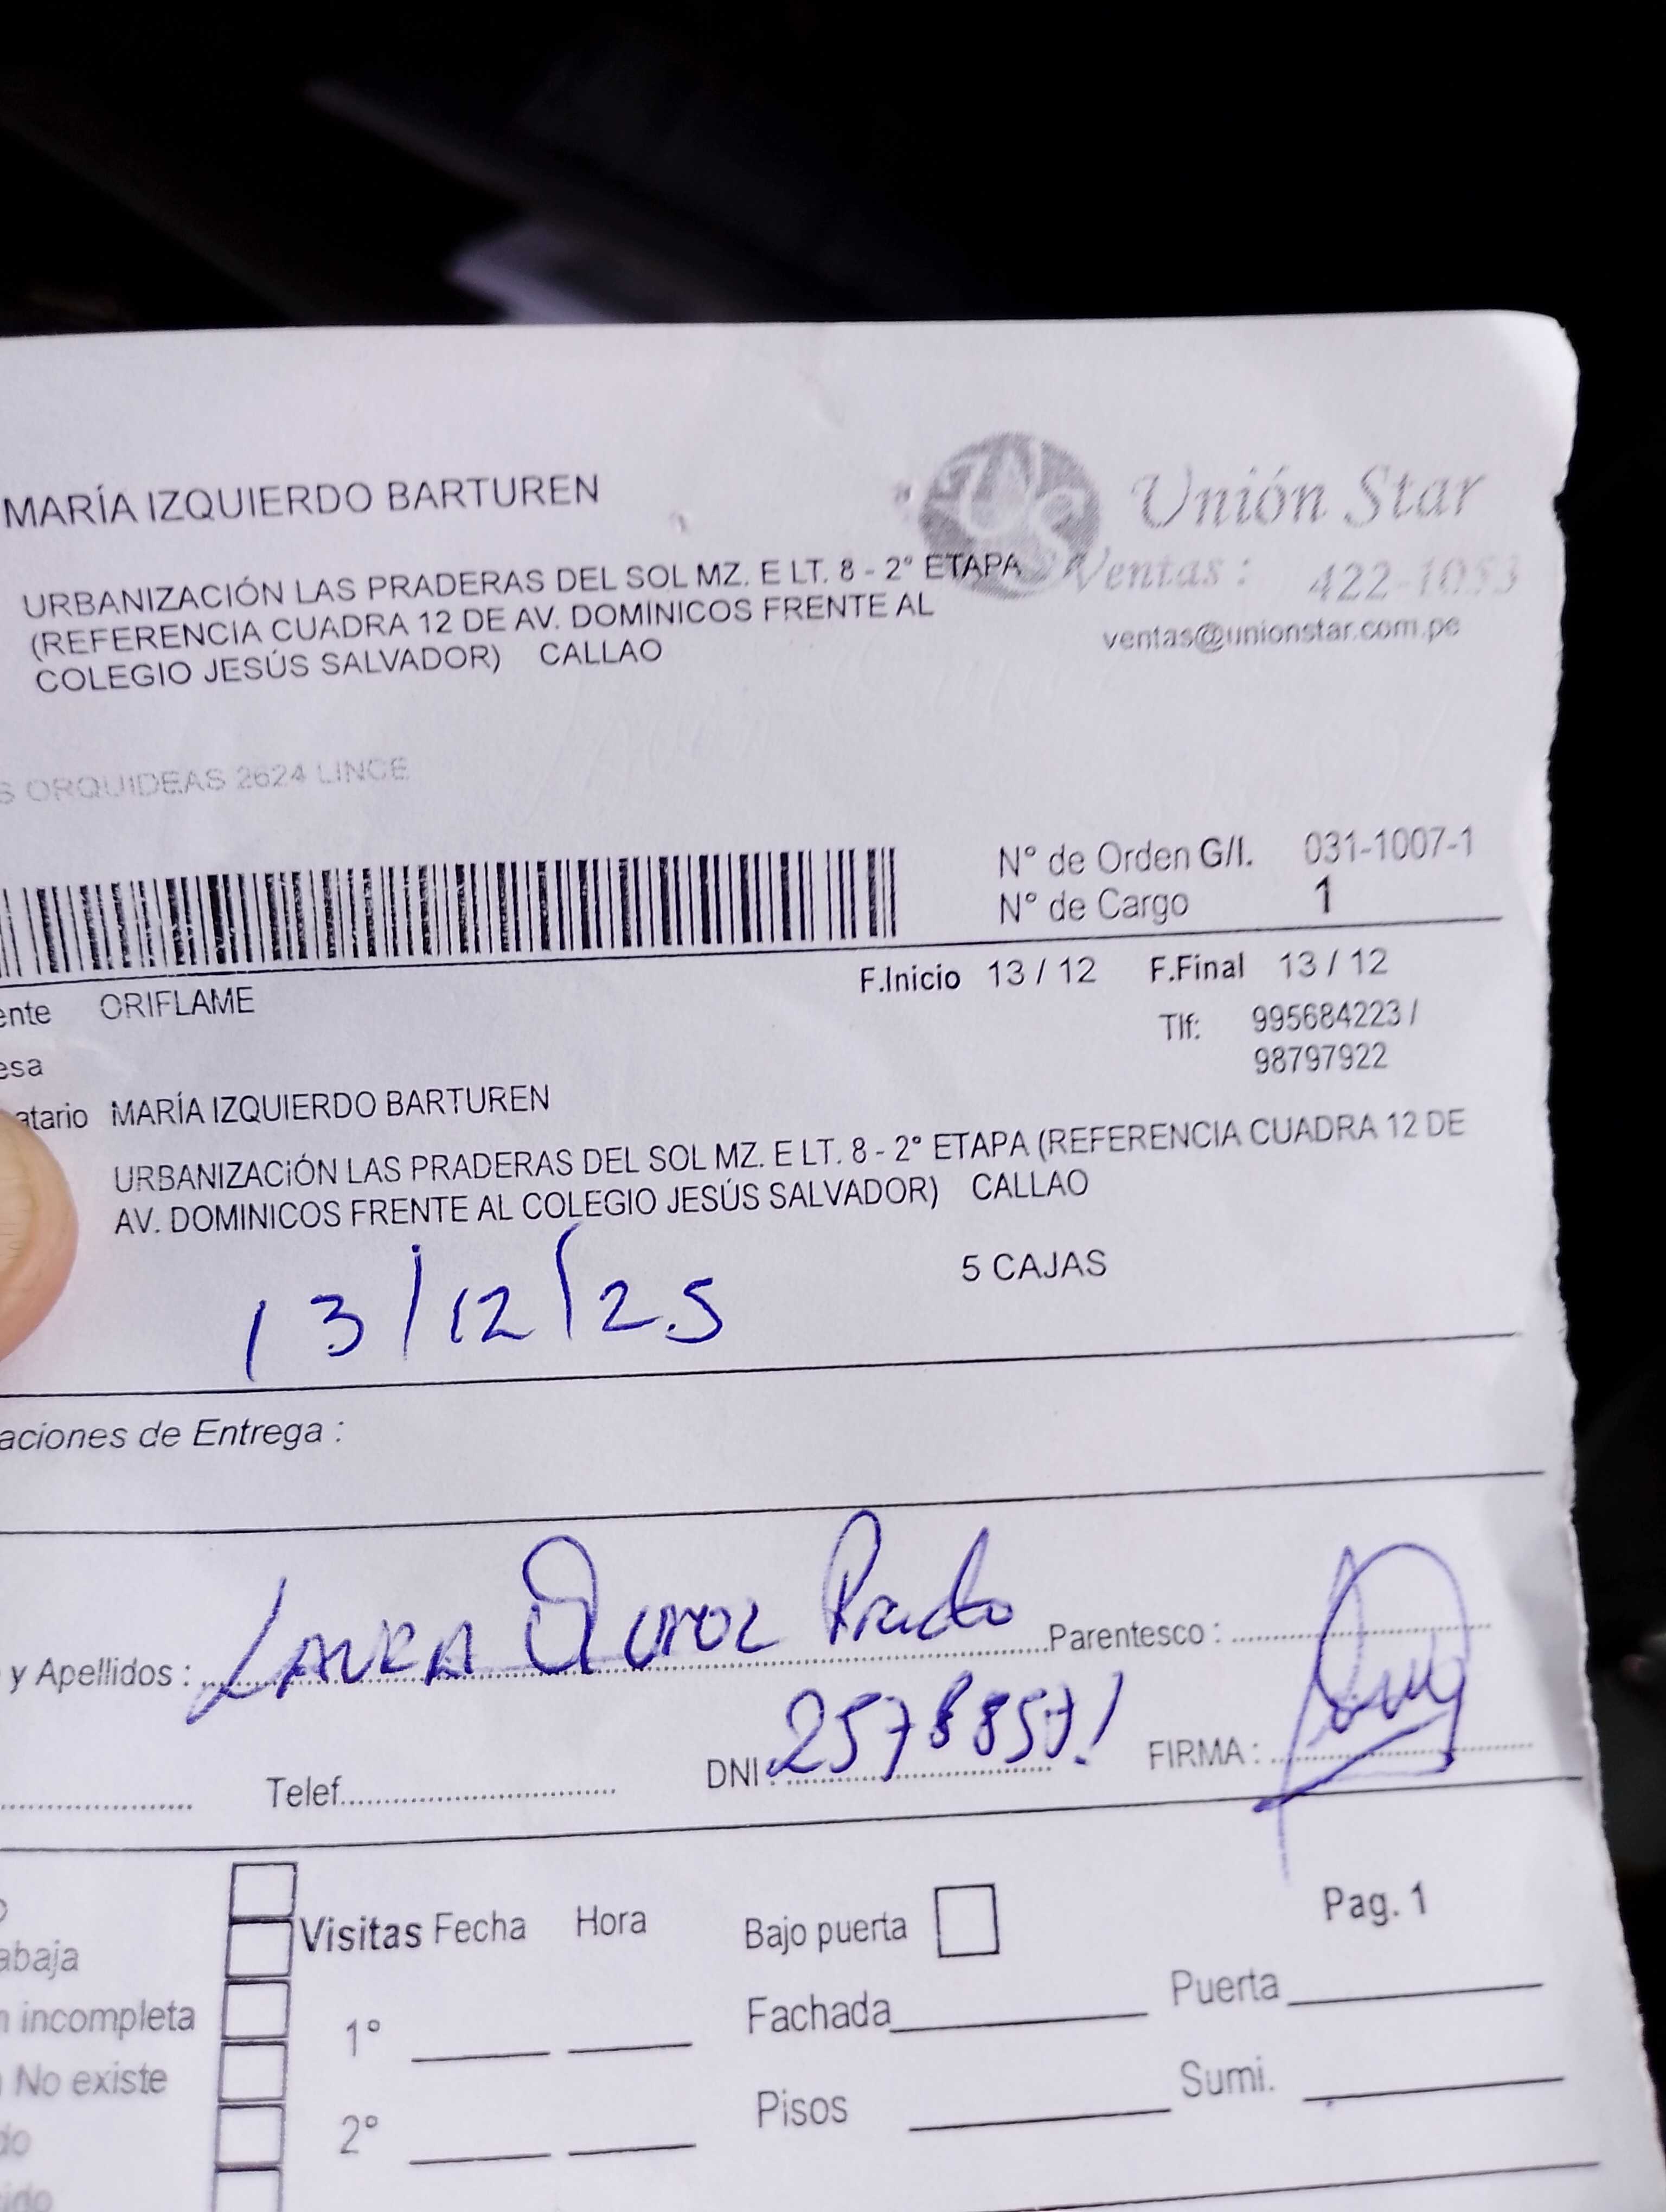 MARÍA IZQUIERDO BARTUREN
Unión Star
Ventas : 422-1053
ventas@unionstar.com.pe
URBANIZACIÓN LAS PRADERAS DEL SOL MZ. E LT. 8 - 2° ETAPA
(REFERENCIA CUADRA 12 DE AV. DOMINICOS FRENTE AL
COLEGIO JESÚS SALVADOR) CALLAO
S ORQUIDEAS 2624 LINCE
N° de Orden G/I. 031-1007-1
N° de Cargo 1
F.Inicio 13 / 12 F.Final 13 / 12
ente ORIFLAME
Tlf: 995684223 /
98797922
esa
atario MARÍA IZQUIERDO BARTUREN
URBANIZACIÓN LAS PRADERAS DEL SOL MZ. E LT. 8 - 2° ETAPA (REFERENCIA CUADRA 12 DE
AV. DOMINICOS FRENTE AL COLEGIO JESÚS SALVADOR) CALLAO
5 CAJAS
13/12/25
aciones de Entrega :
y Apellidos : LAURA Prado Parentesco :
Telef. DNI : FIRMA :
Visitas Fecha Hora Bajo puerta Pag. 1
abaja
n incompleta 1° Fachada Puerta
No existe
2° Pisos Sumi.
do
cido